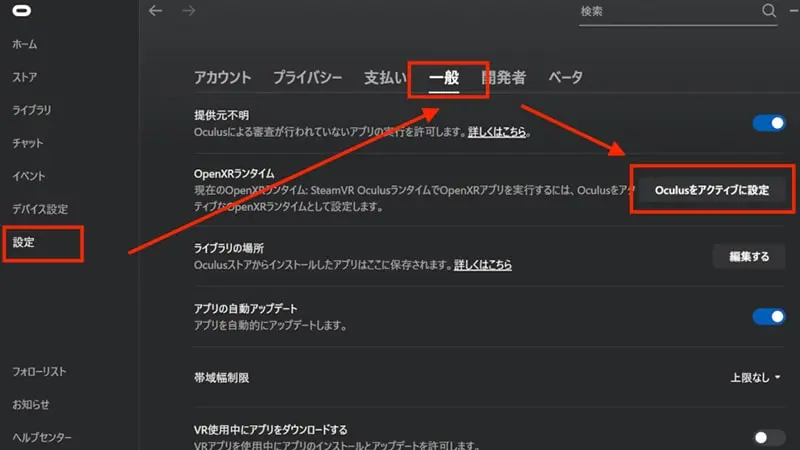 検索
ホーム
ストア
ライブラリ
チャット
イベント
デバイス設定
設定
フォローリスト
お知らせ
ヘルプセンター
アカウント プライバシー 支払い 一般 開発者 ベータ
提供元不明
Oculusによる審査が行われていないアプリの実行を許可します。詳しくはこちら。
OpenXRランタイム
現在のOpenXRランタイム: SteamVR OculusランタイムでOpenXRアプリを実行するには、Oculusをアク
ティブなOpenXRランタイムとして設定します。
Oculusをアクティブに設定
ライブラリの場所
Oculusストアからインストールしたアプリはここに保存されます。詳しくはこちら
編集する
アプリの自動アップデート
アプリを自動的にアップデートします。
帯域幅制限
上限なし
VR使用中にアプリをダウンロードする
VRアプリを使用中にアプリのインストールとアップデートを許可します。